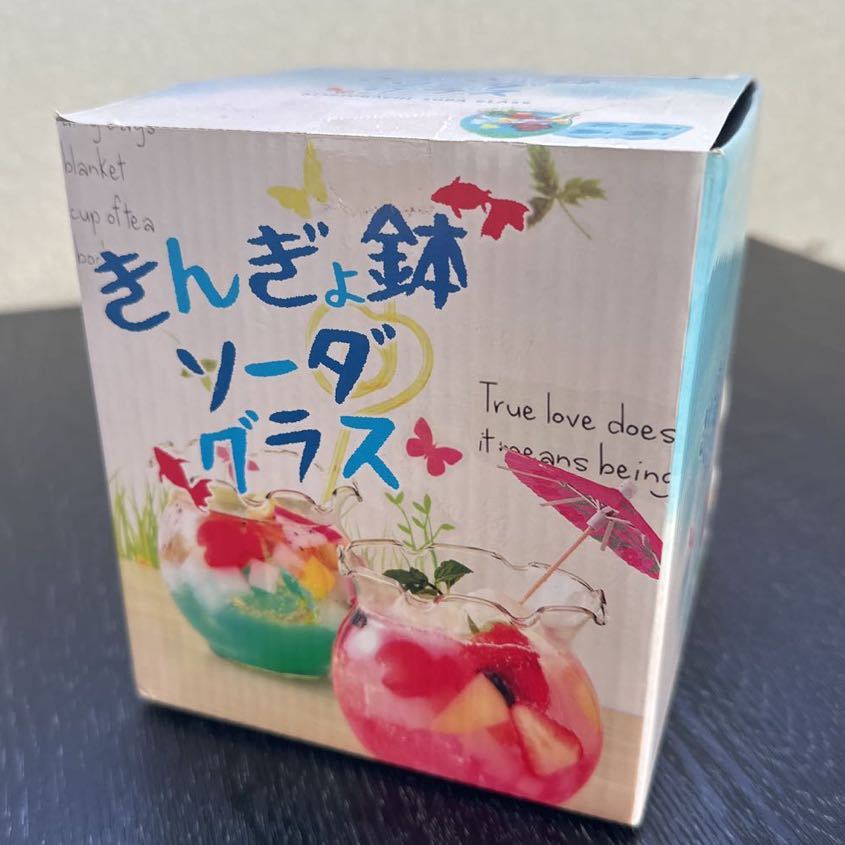 blanket
cup of tea
きんぎょ鉢
ソーダ
グラス
True love does
it means being